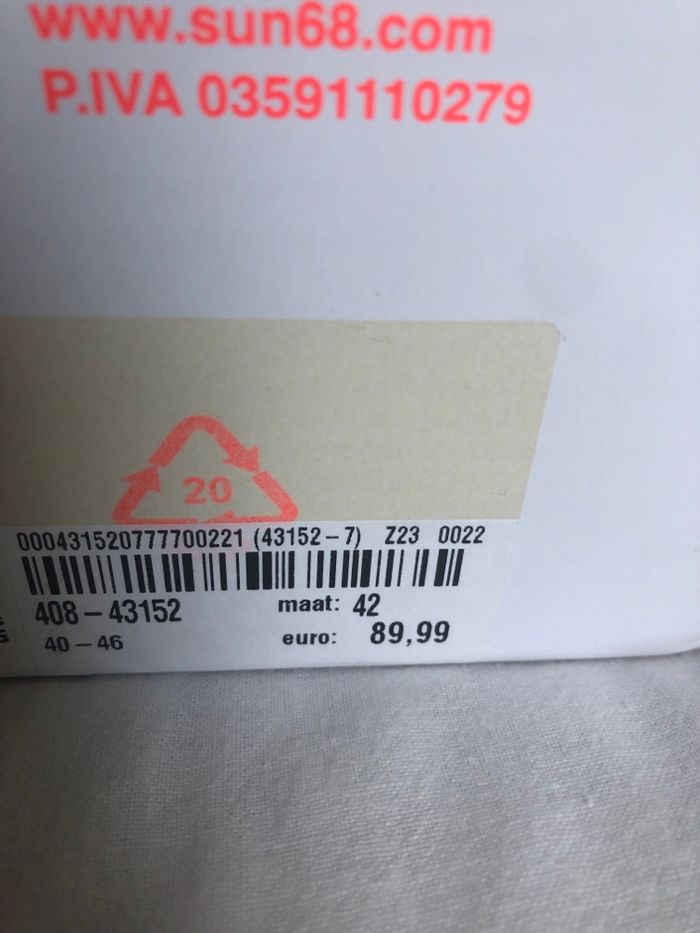 www.sun68.com
P.IVA 03591110279
20
000431520777700221 (43152-7) Z23 0022
408-43152 maat: 42
40-46 euro: 89,99